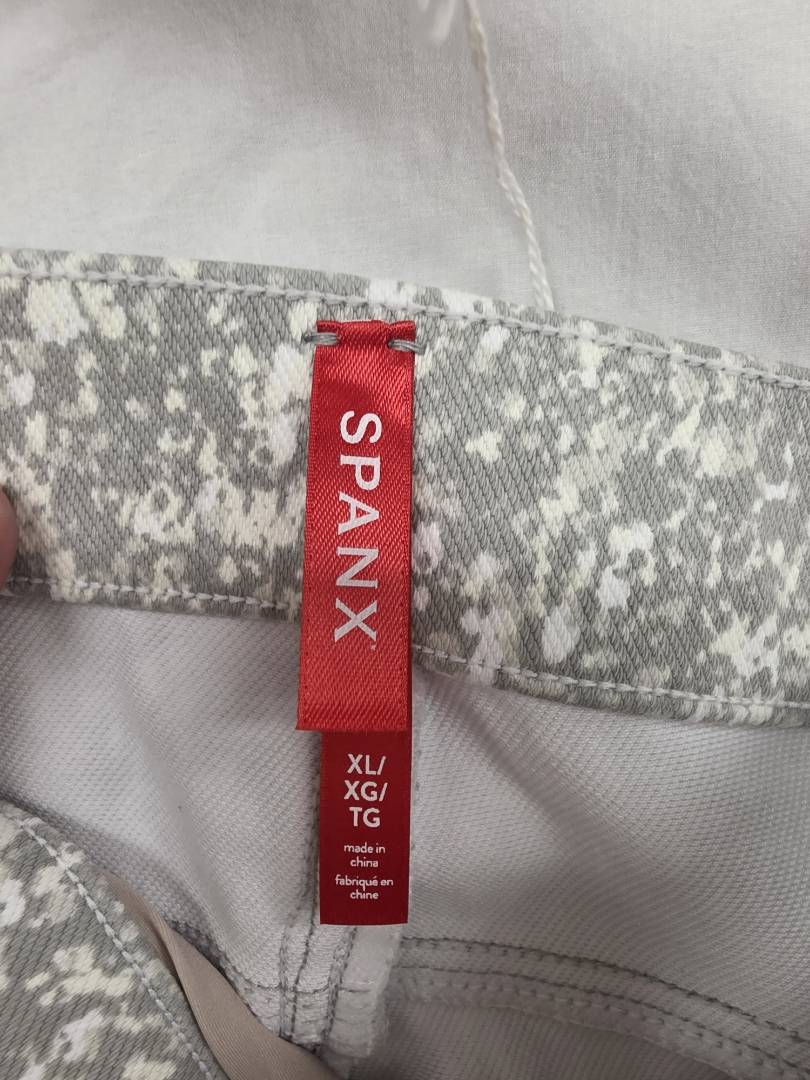 SPANX
XL/
XG/
TG
made in
china
fabriqué en
chine